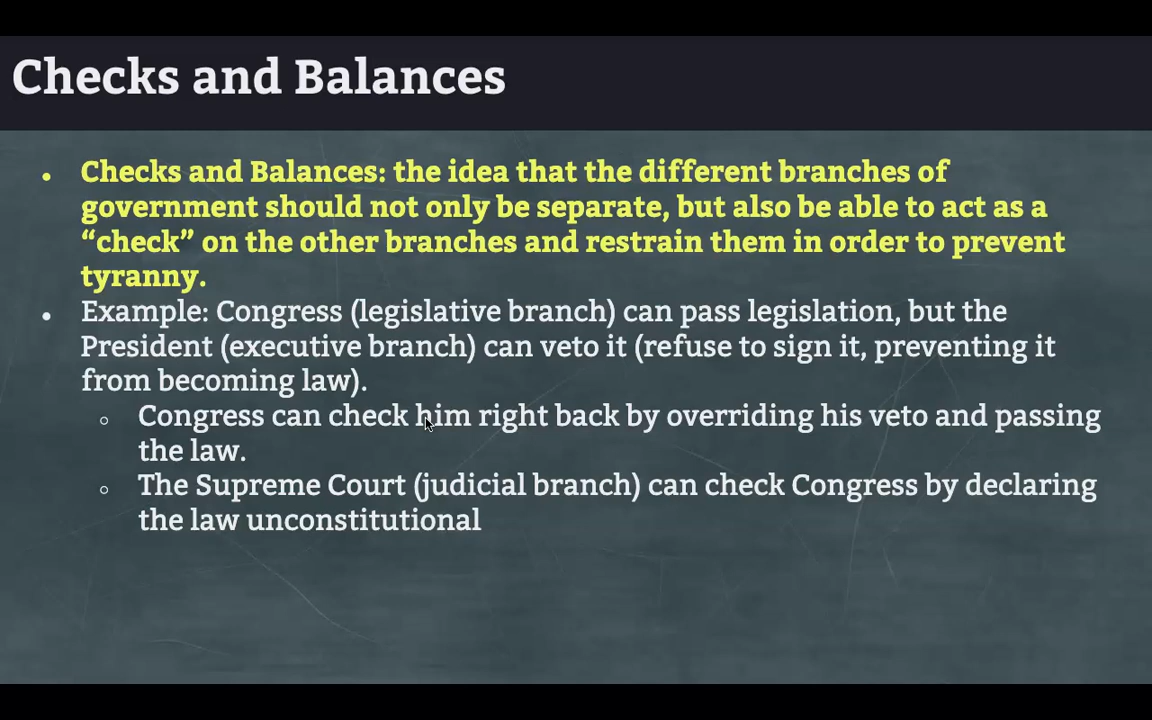 Checks and Balances
• Checks and Balances: the idea that the different branches of
government should not only be separate, but also be able to act as a
“check” on the other branches and restrain them in order to prevent
tyranny.
• Example: Congress (legislative branch) can pass legislation, but the
President (executive branch) can veto it (refuse to sign it, preventing it
from becoming law).
○ Congress can check him right back by overriding his veto and passing
the law.
○ The Supreme Court (judicial branch) can check Congress by declaring
the law unconstitutional